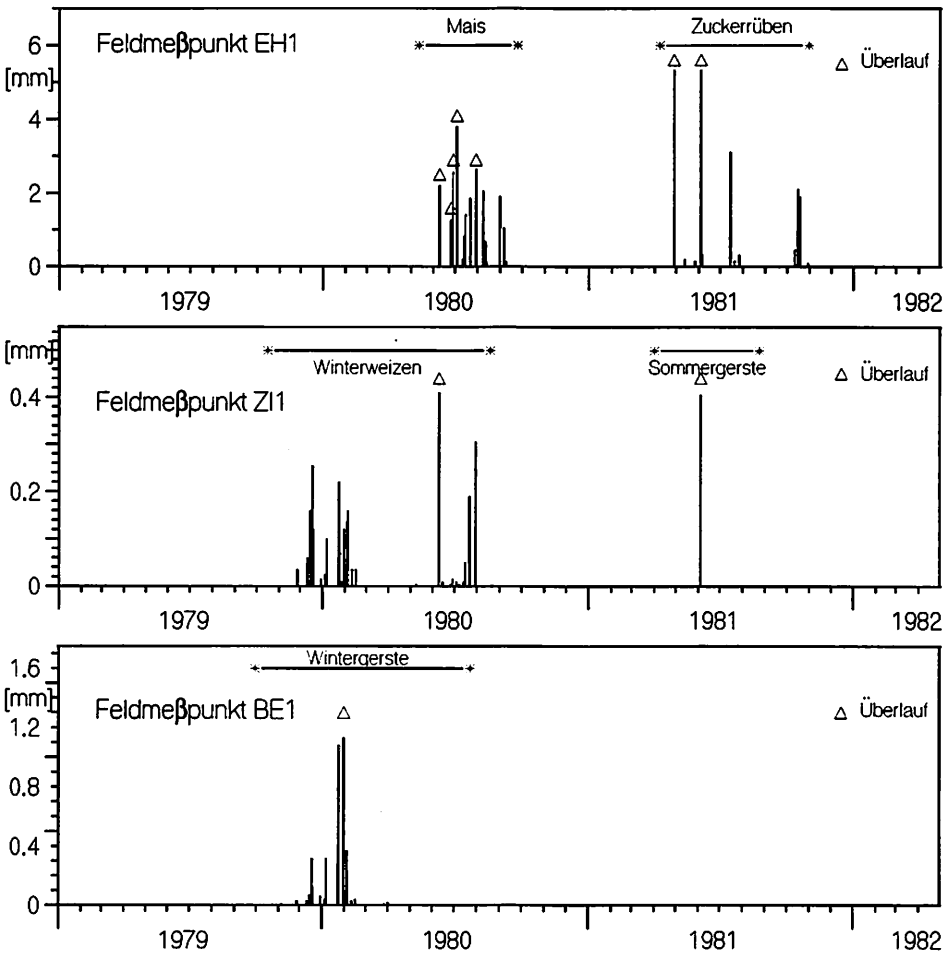 Mais Zuckerrüben
6 Feldmeβpunkt EH1 △ Überlauf
[mm]
4
2
0
1979 1980 1981 1982
[mm] Winterweizen Sommergerste △ Überlauf
0.4 Feldmeβpunkt ZI1
0.2
0
1979 1980 1981 1982
1.6 Wintergerste
[mm] Feldmeβpunkt BE1 △ Überlauf
1.2
0.8
0.4
0
1979 1980 1981 1982